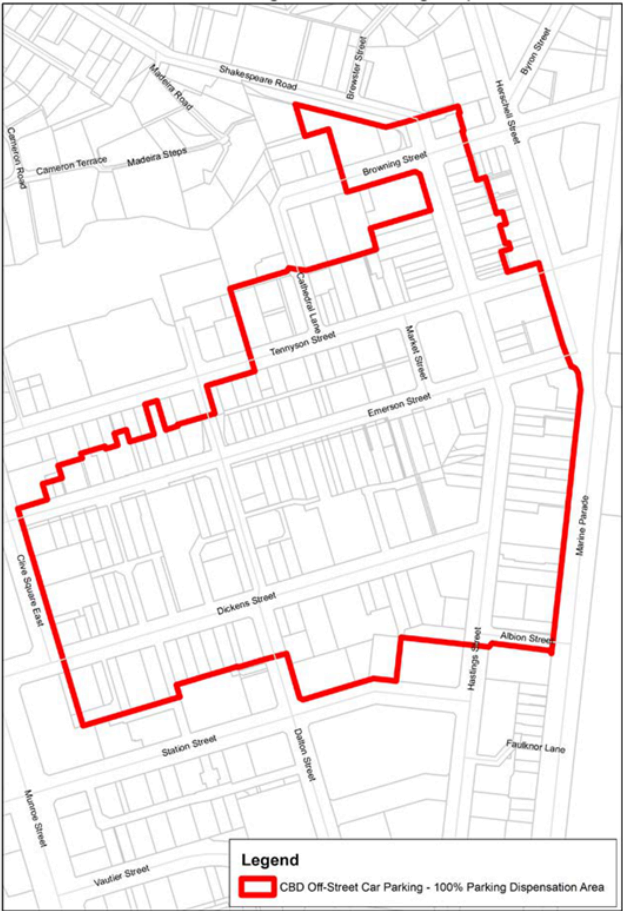 Shakespeare Road
Brewster Street
Byron Street
Madeira Road
Herschell Street
Cameron Road
Cameron Terrace
Madeira Steps
Browning Street
Cathedral Lane
Tennyson Street
Market Street
Emerson Street
Marine Parade
Clive Square East
Dickens Street
Albion Street
Hastings Street
Station Street
Dalton Street
Faulknor Lane
Munroe Street
Vautier Street
Legend
CBD Off-Street Car Parking - 100% Parking Dispensation Area